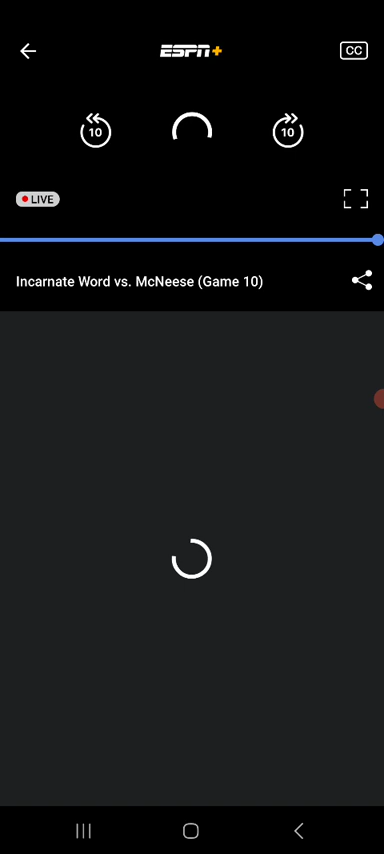 ESPN+
CC
10
10
LIVE
Incarnate Word vs. McNeese (Game 10)